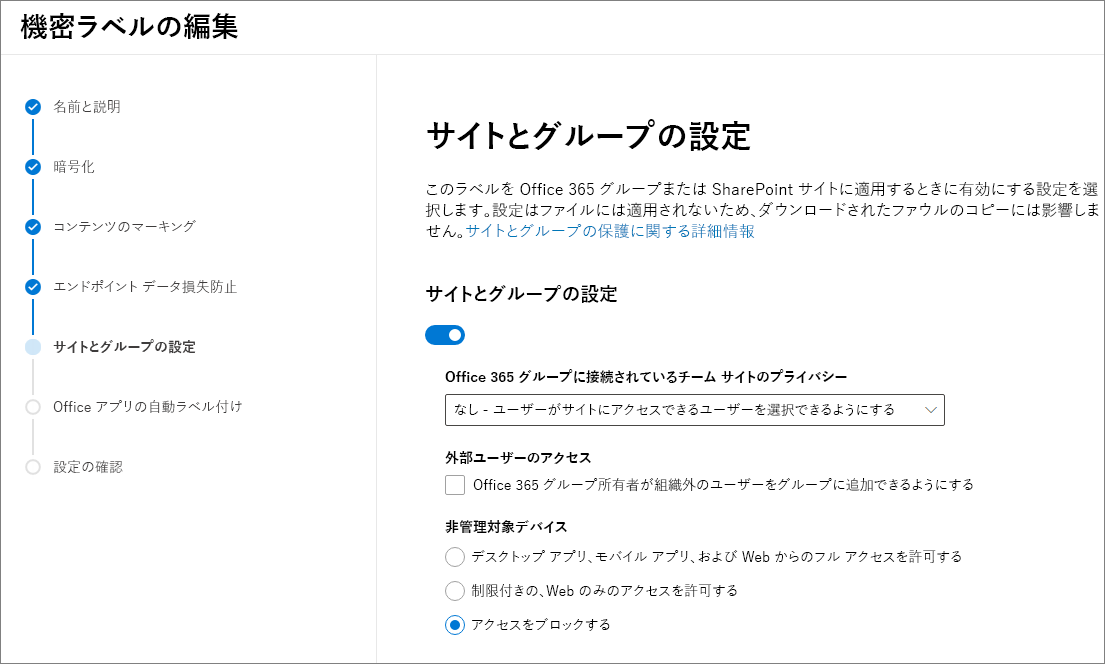 機密ラベルの編集
名前と説明
暗号化
コンテンツのマーキング
エンドポイント データ損失防止
サイトとグループの設定
Office アプリの自動ラベル付け
設定の確認
サイトとグループの設定
このラベルを Office 365 グループまたは SharePoint サイトに適用するときに有効にする設定を選
択します。設定はファイルには適用されないため、ダウンロードされたファウルのコピーには影響しま
せん。サイトとグループの保護に関する詳細情報
サイトとグループの設定
Office 365 グループに接続されているチーム サイトのプライバシー
なし - ユーザーがサイトにアクセスできるユーザーを選択できるようにする
外部ユーザーのアクセス
Office 365 グループ所有者が組織外のユーザーをグループに追加できるようにする
非管理対象デバイス
デスクトップ アプリ、モバイル アプリ、および Web からのフル アクセスを許可する
制限付きの、Web のみのアクセスを許可する
アクセスをブロックする